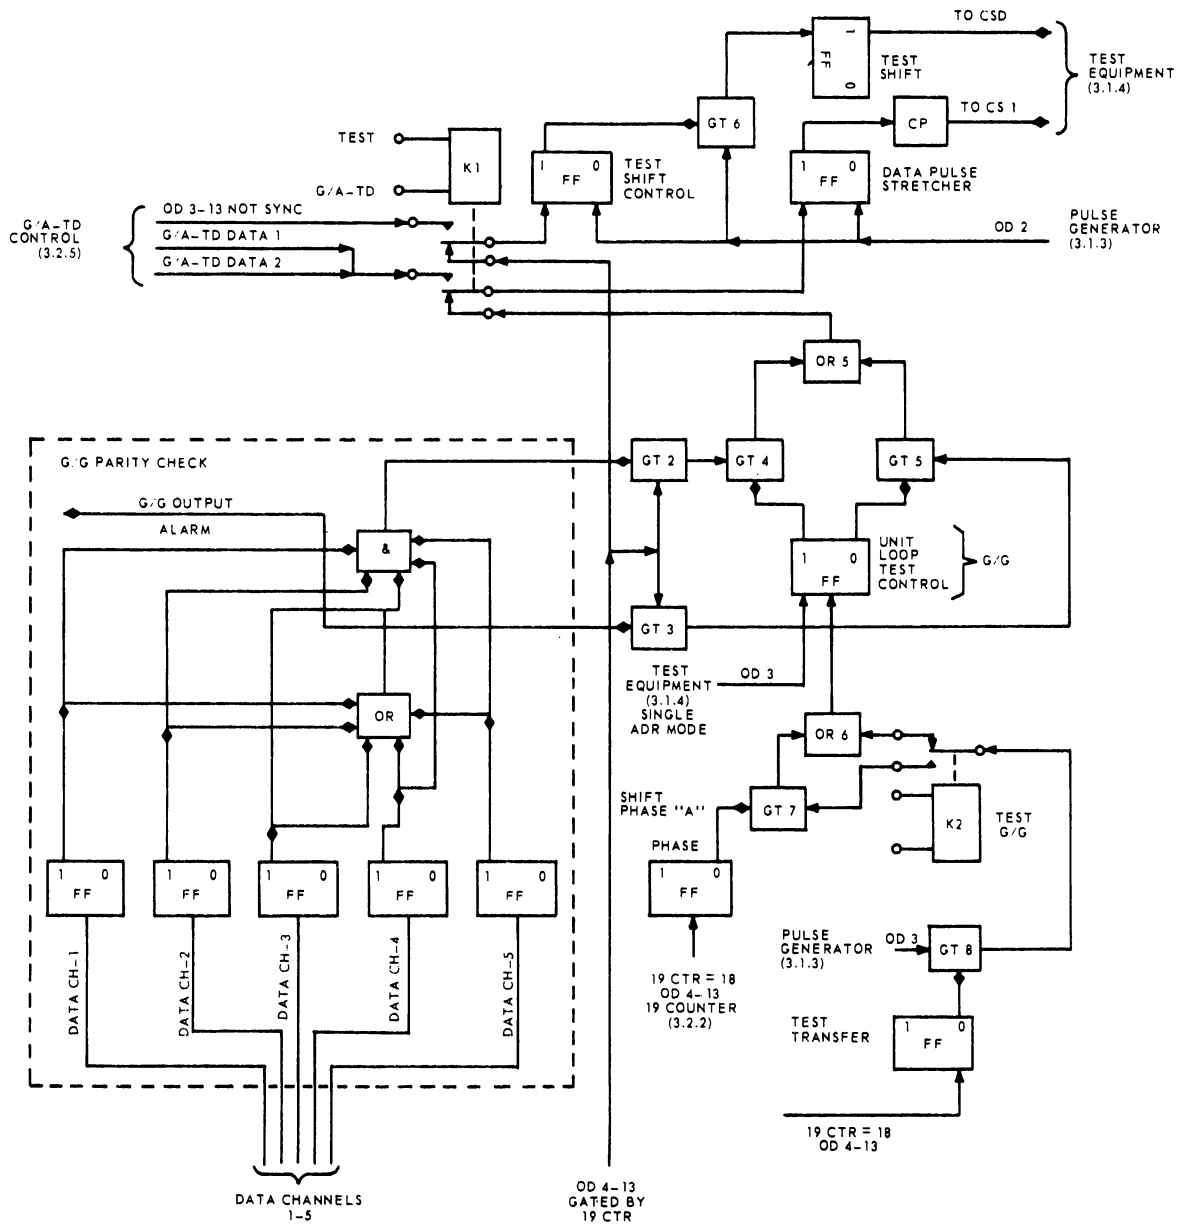 TO CSD
1
FF
0
TEST
SHIFT
TEST
EQUIPMENT
(3.1.4)
GT 6
CP
TO CS 1
TEST
G/A-TD
K1
1 0
FF
TEST
SHIFT
CONTROL
1 0
FF
DATA PULSE
STRETCHER
G/A-TD
CONTROL
(3.2.5)
OD 3-13 NOT SYNC
G/A-TD DATA 1
G/A-TD DATA 2
OD 2
PULSE
GENERATOR
(3.1.3)
OR 5
G/G PARITY CHECK
GT 2
GT 4
GT 5
G/G OUTPUT
ALARM
&
1 0
FF
UNIT
LOOP
TEST
CONTROL
G/G
GT 3
TEST
EQUIPMENT
(3.1.4)
SINGLE
ADR MODE
OD 3
OR
OR 6
SHIFT
PHASE "A"
GT 7
K2
TEST
G/G
PHASE
1 0
FF
1 0
FF
1 0
FF
1 0
FF
1 0
FF
1 0
FF
DATA CH-1
DATA CH-2
DATA CH-3
DATA CH-4
DATA CH-5
PULSE
GENERATOR
(3.1.3)
OD 3
GT 8
19 CTR = 18
OD 4-13
19 COUNTER
(3.2.2)
TEST
TRANSFER
1 0
FF
19 CTR = 18
OD 4-13
DATA CHANNELS
1-5
OD 4-13
GATED BY
19 CTR